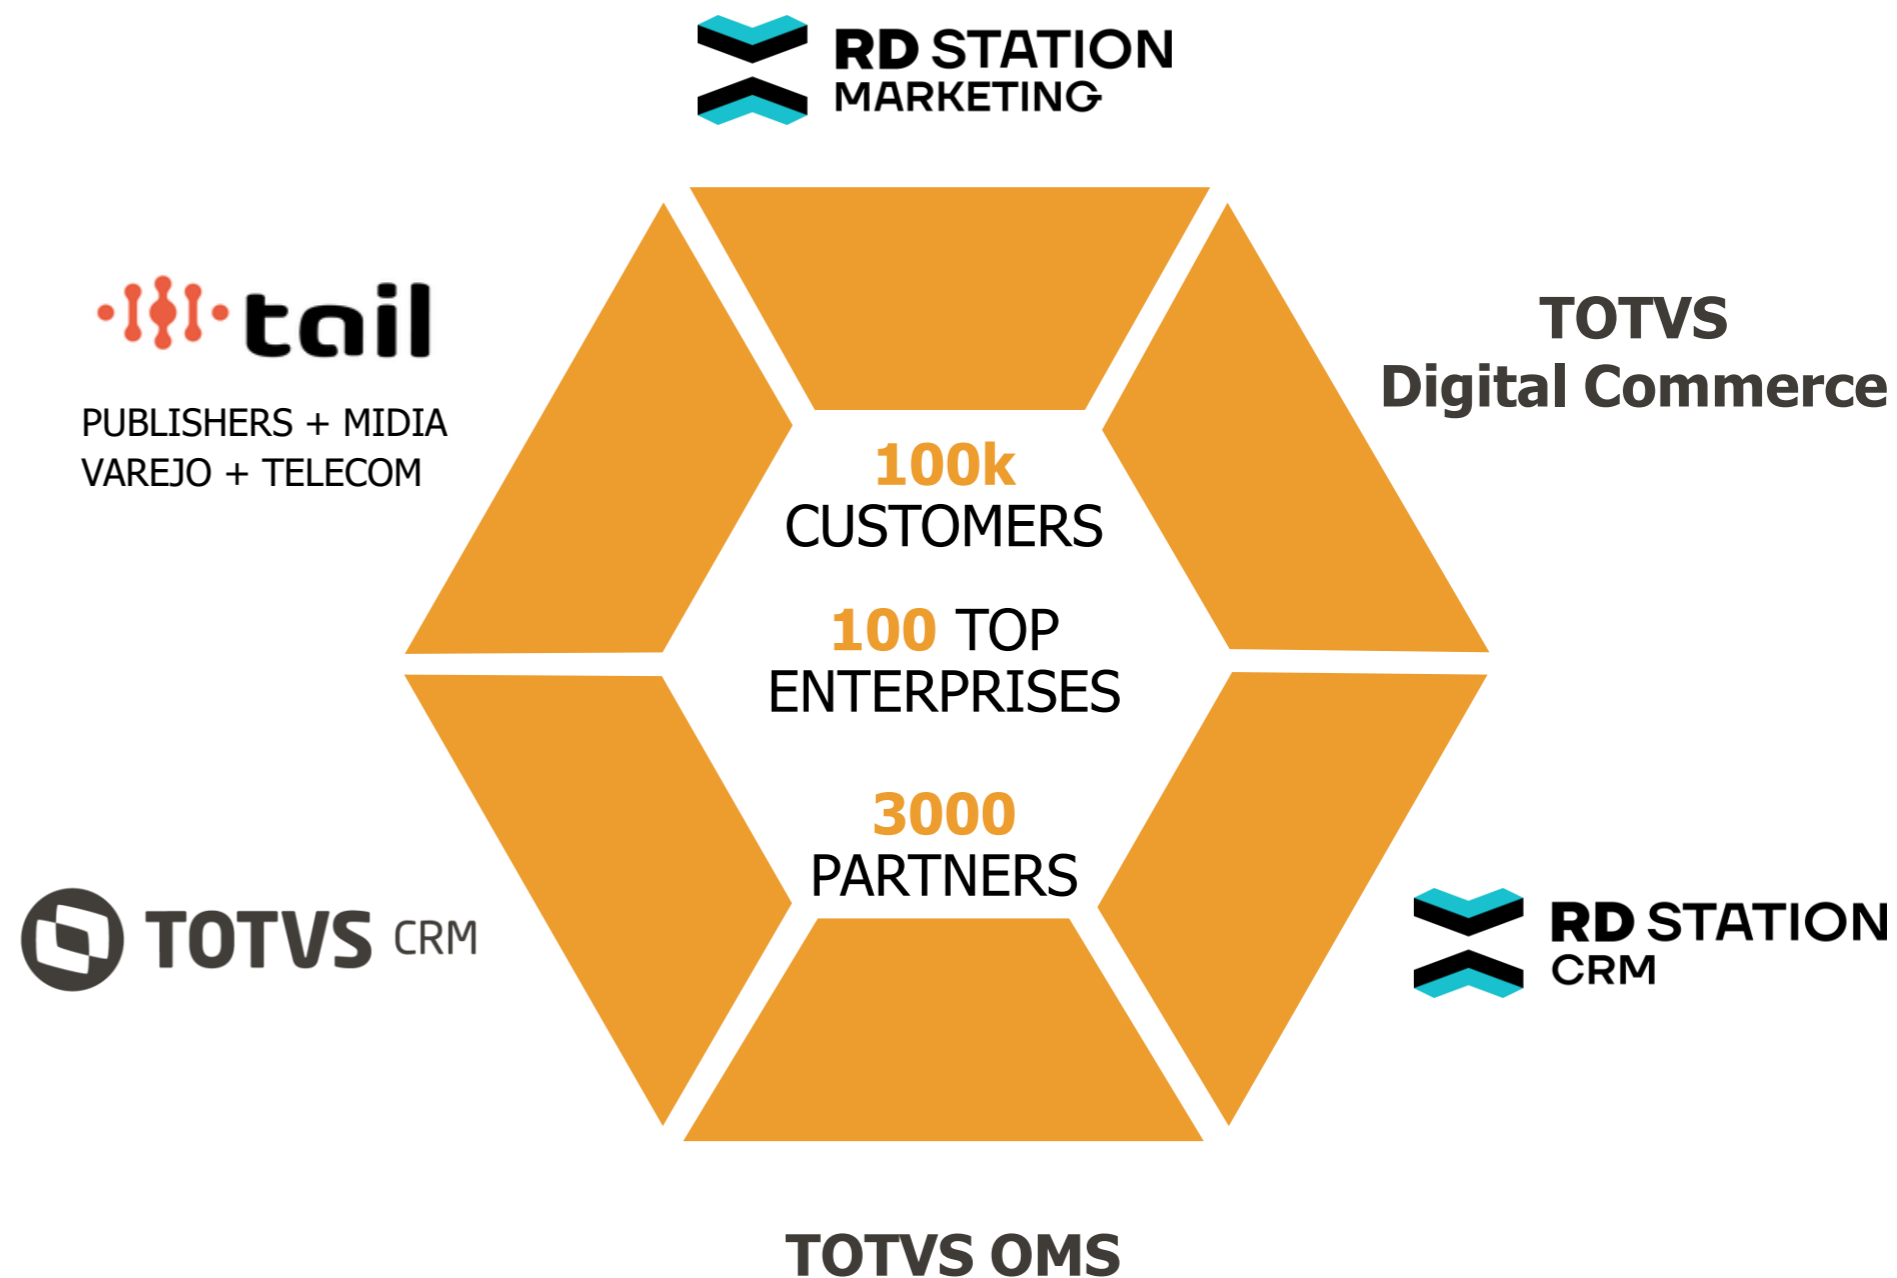 RD STATION
MARKETING
tail
PUBLISHERS + MIDIA
VAREJO + TELECOM
TOTVS
Digital Commerce
100k
CUSTOMERS
100 TOP
ENTERPRISES
3000
PARTNERS
TOTVS CRM
RD STATION
CRM
TOTVS OMS